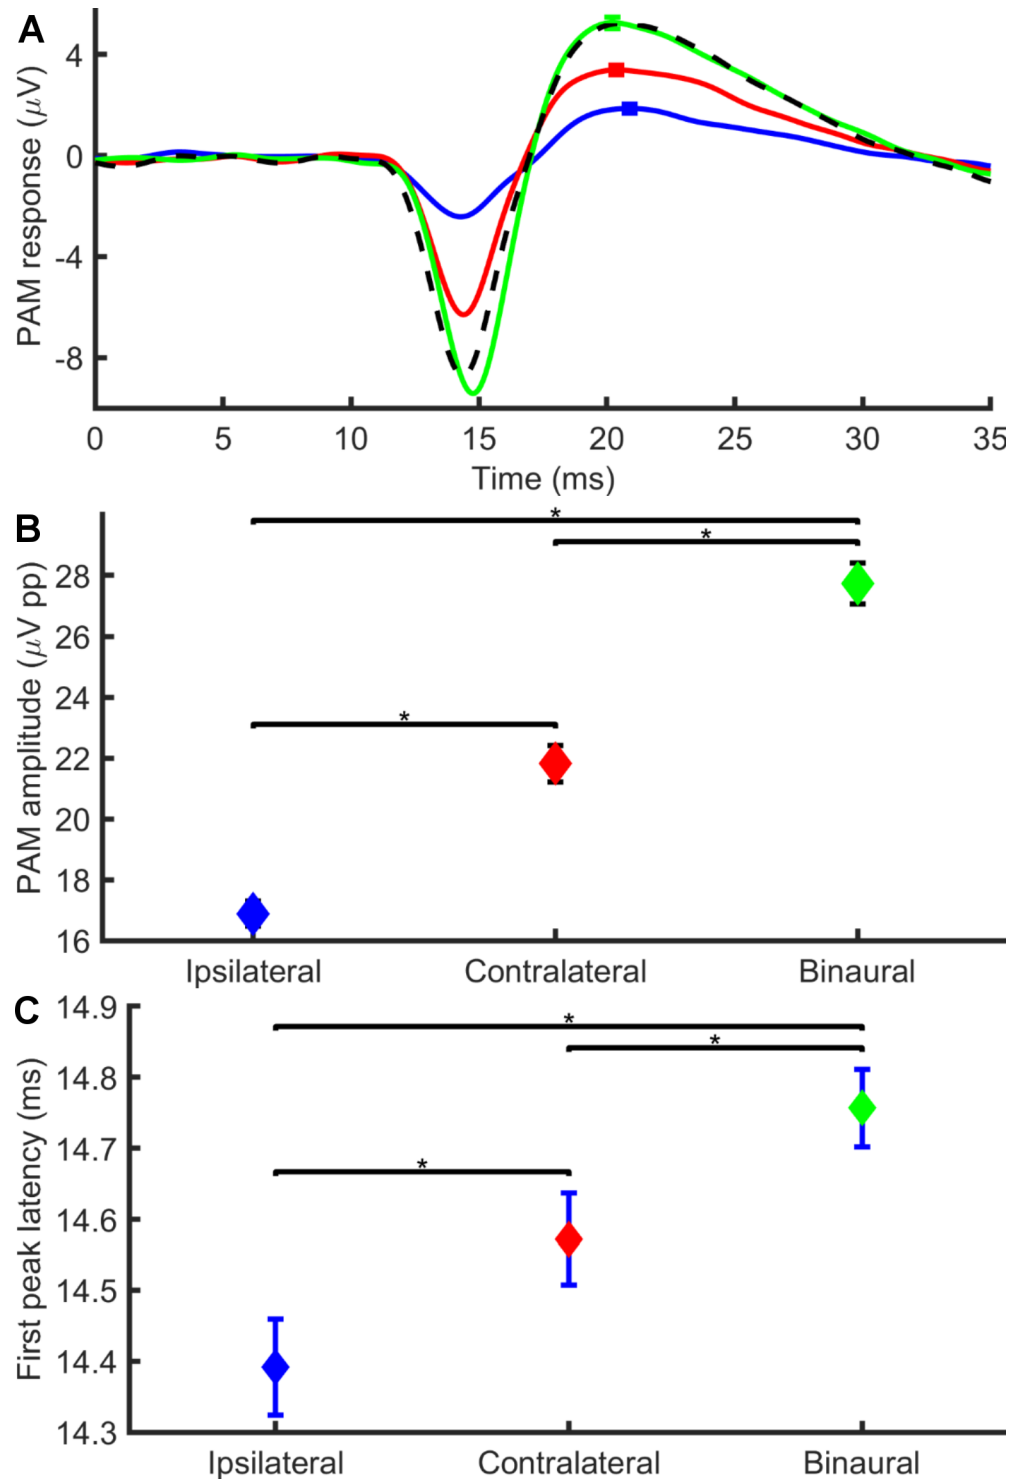 A
PAM response (μV)
4
0
-4
-8
0 5 10 15 20 25 30 35
Time (ms)
B
PAM amplitude (μV pp)
28
26
24
22
20
18
16
*
*
*
Ipsilateral Contralateral Binaural
C
First peak latency (ms)
14.9
14.8
14.7
14.6
14.5
14.4
14.3
*
*
*
Ipsilateral Contralateral Binaural